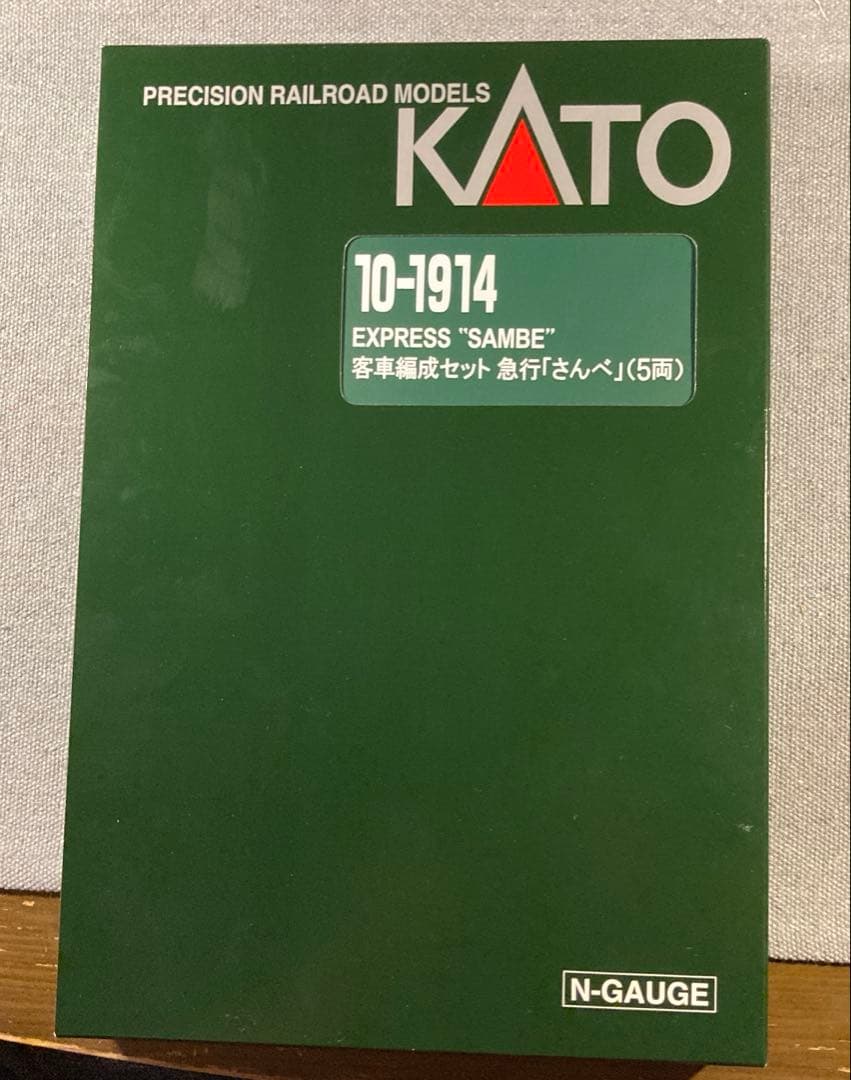 PRECISION RAILROAD MODELS
KATO
10-1914
EXPRESS "SAMBE"
客車編成セット 急行「さんべ」(5両)
N-GAUGE